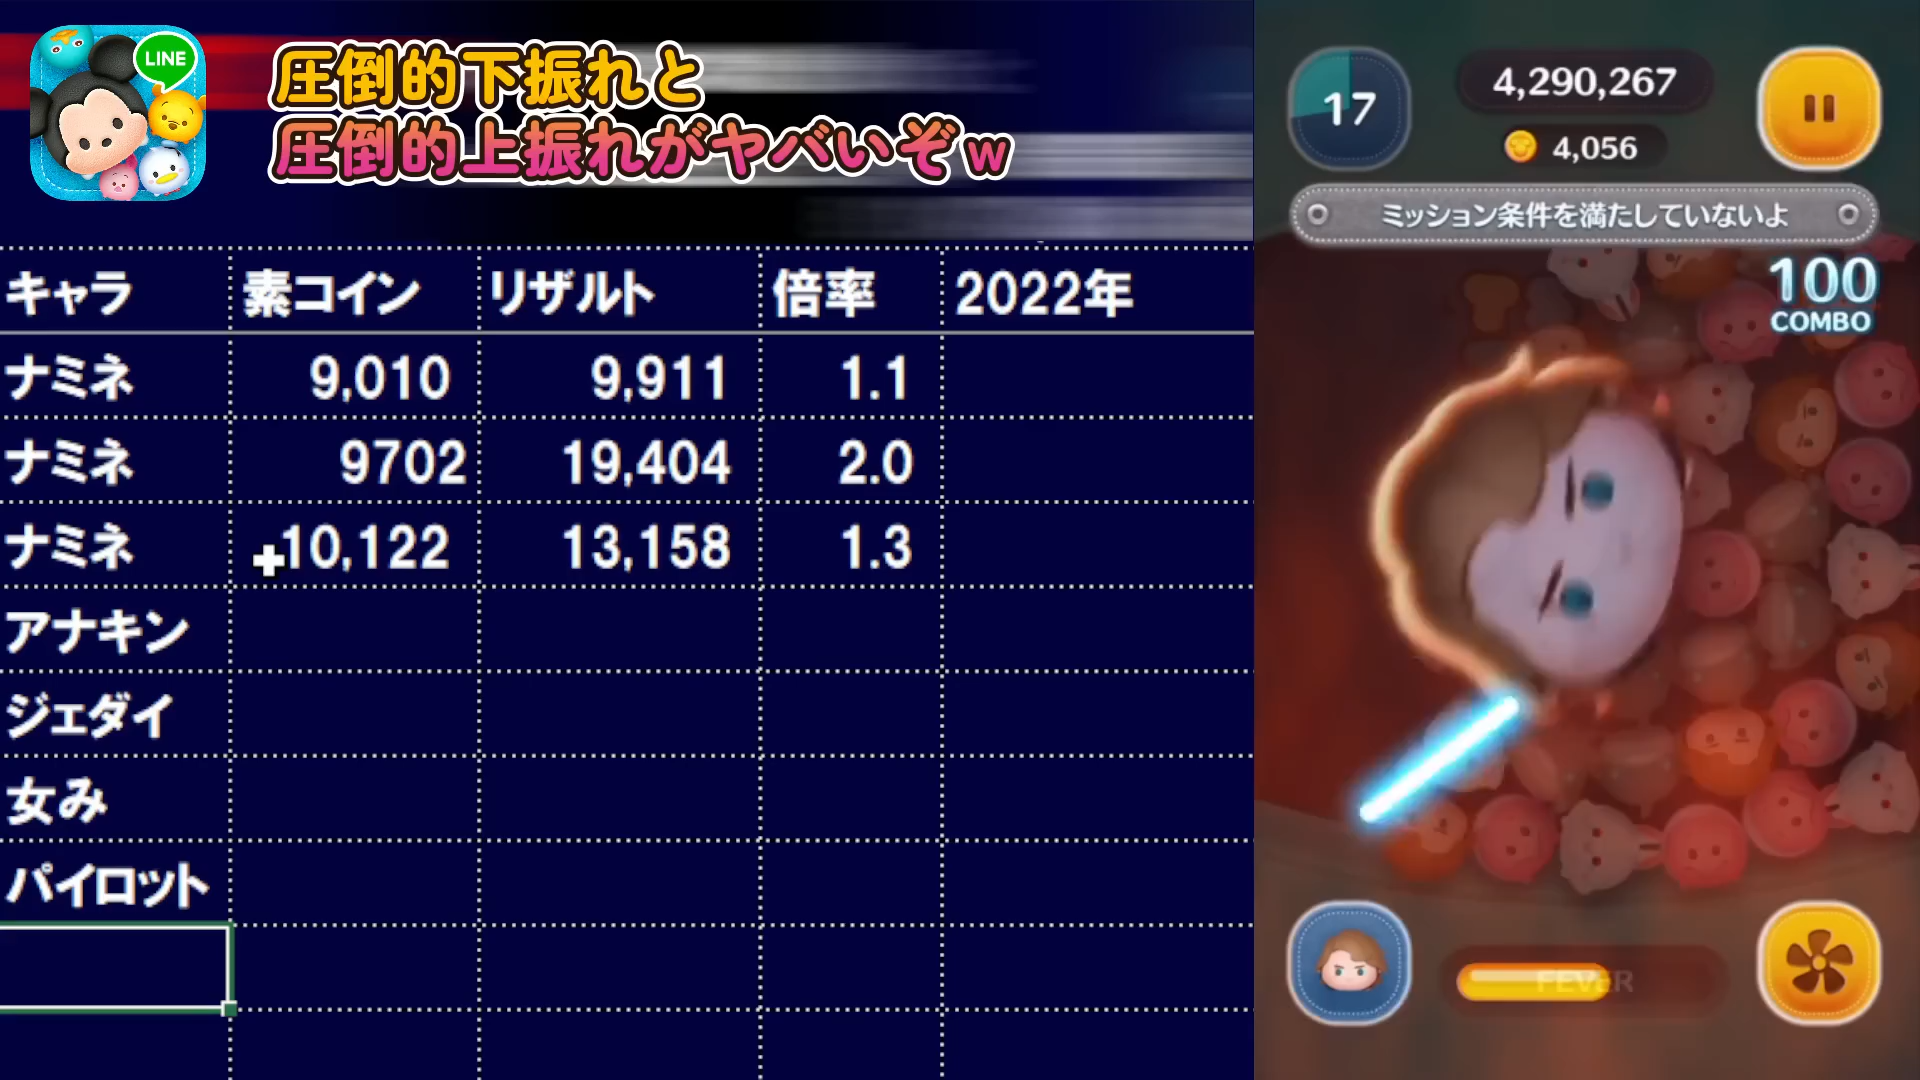 LINE
圧倒的下振れと
圧倒的上振れがヤバいぞw
キャラ 素コイン リザルト 倍率 2022年
ナミネ 9,010 9,911 1.1
ナミネ 9702 19,404 2.0
ナミネ 10,122 13,158 1.3
アナキン
ジェダイ
女み
パイロット
17
4,290,267
4,056
ミッション条件を満たしていないよ
100
COMBO
FEVER